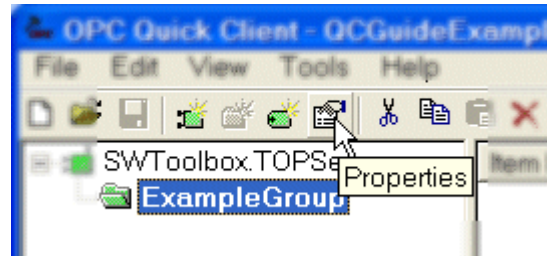 OPC Quick Client - QCGuideExampl
File Edit View Tools Help
SWToolbox.TOPSe
Properties
Item
ExampleGroup